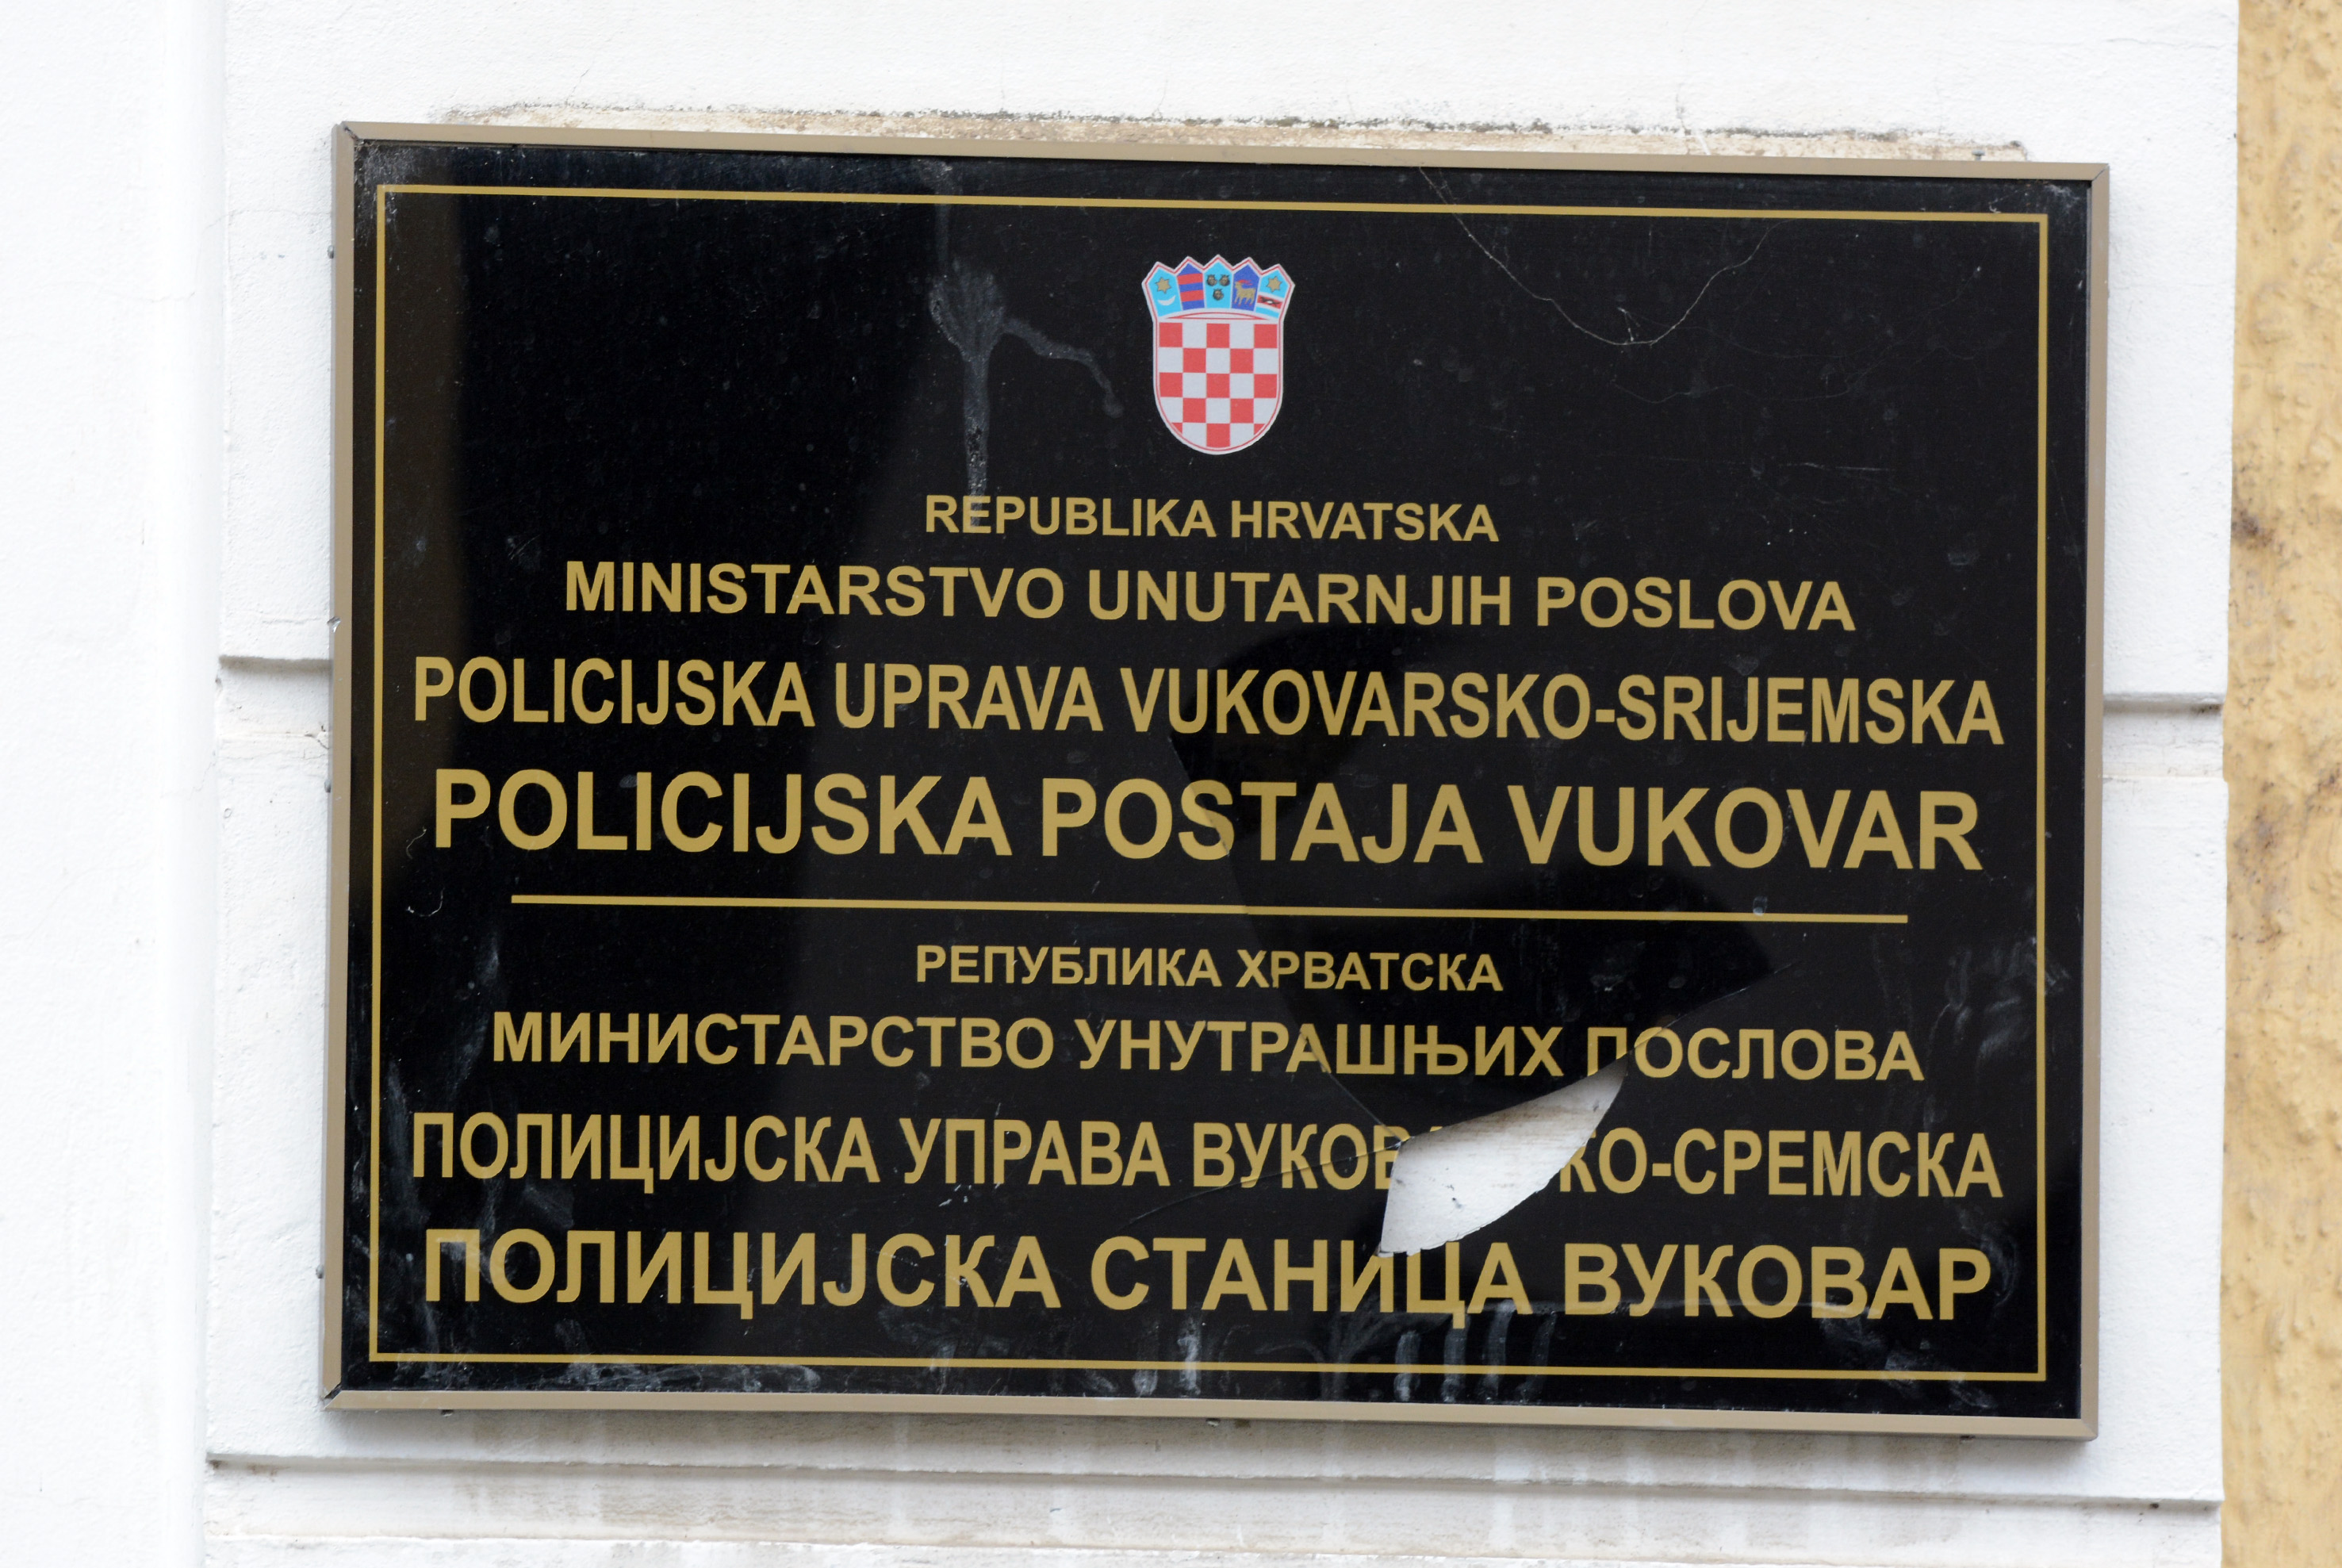 REPUBLIKA HRVATSKA
MINISTARSTVO UNUTARNJIH POSLOVA
POLICIJSKA UPRAVA VUKOVARSKO-SRIJEMSKA
POLICIJSKA POSTAJA VUKOVAR
РЕПУБЛИКА ХРВАТСКА
МИНИСТАРСТВО УНУТРАШЊИХ ПОСЛОВА
ПОЛИЦИЈСКА УПРАВА
ПОЛИЦИЈСКА СТАНИЦА ВУКОВАР